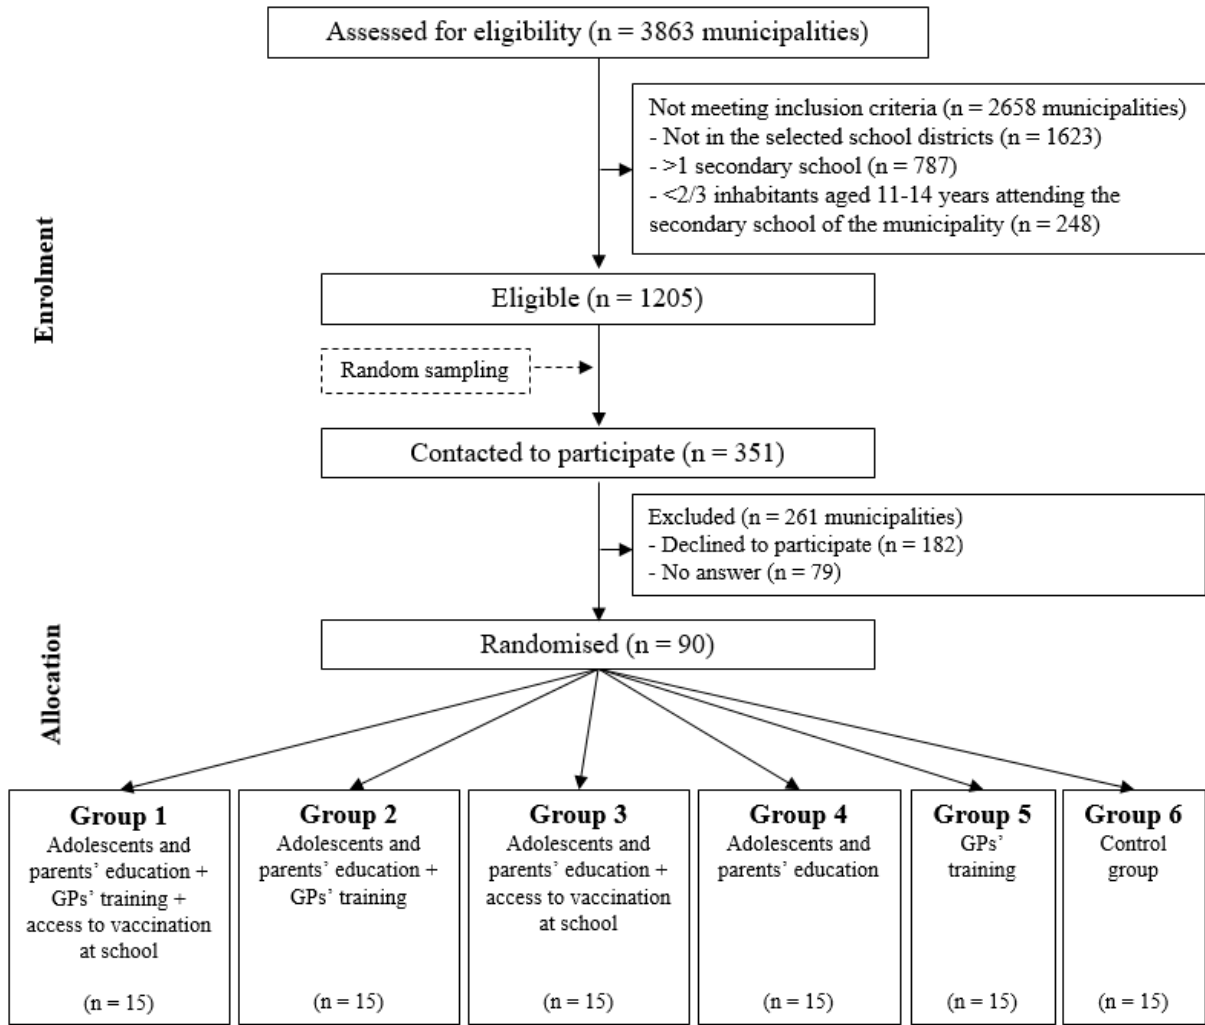 Assessed for eligibility (n = 3863 municipalities)
Not meeting inclusion criteria (n = 2658 municipalities)
- Not in the selected school districts (n = 1623)
- >1 secondary school (n = 787)
- <2/3 inhabitants aged 11-14 years attending the
secondary school of the municipality (n = 248)
Enrolment
Eligible (n = 1205)
Random sampling
Contacted to participate (n = 351)
Excluded (n = 261 municipalities)
- Declined to participate (n = 182)
- No answer (n = 79)
Allocation
Randomised (n = 90)
Group 1
Adolescents and
parents’ education +
GPs’ training +
access to vaccination
at school
(n = 15)
Group 2
Adolescents and
parents’ education +
GPs’ training
(n = 15)
Group 3
Adolescents and
parents’ education +
access to vaccination
at school
(n = 15)
Group 4
Adolescents and
parents’ education
(n = 15)
Group 5
GPs’
training
(n = 15)
Group 6
Control
group
(n = 15)